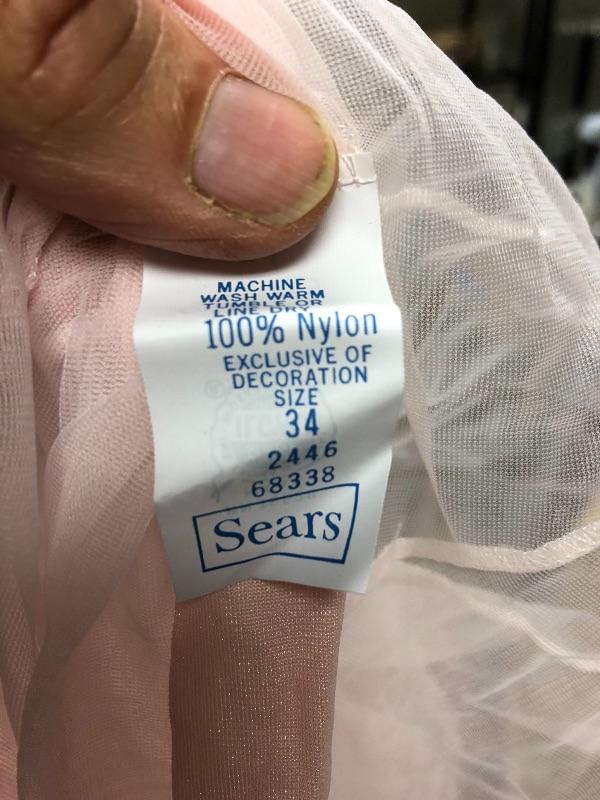 MACHINE
WASH WARM
TUMBLE OR
LINE DRY
100% Nylon
EXCLUSIVE OF
DECORATION
SIZE
34
2446
68338
Sears